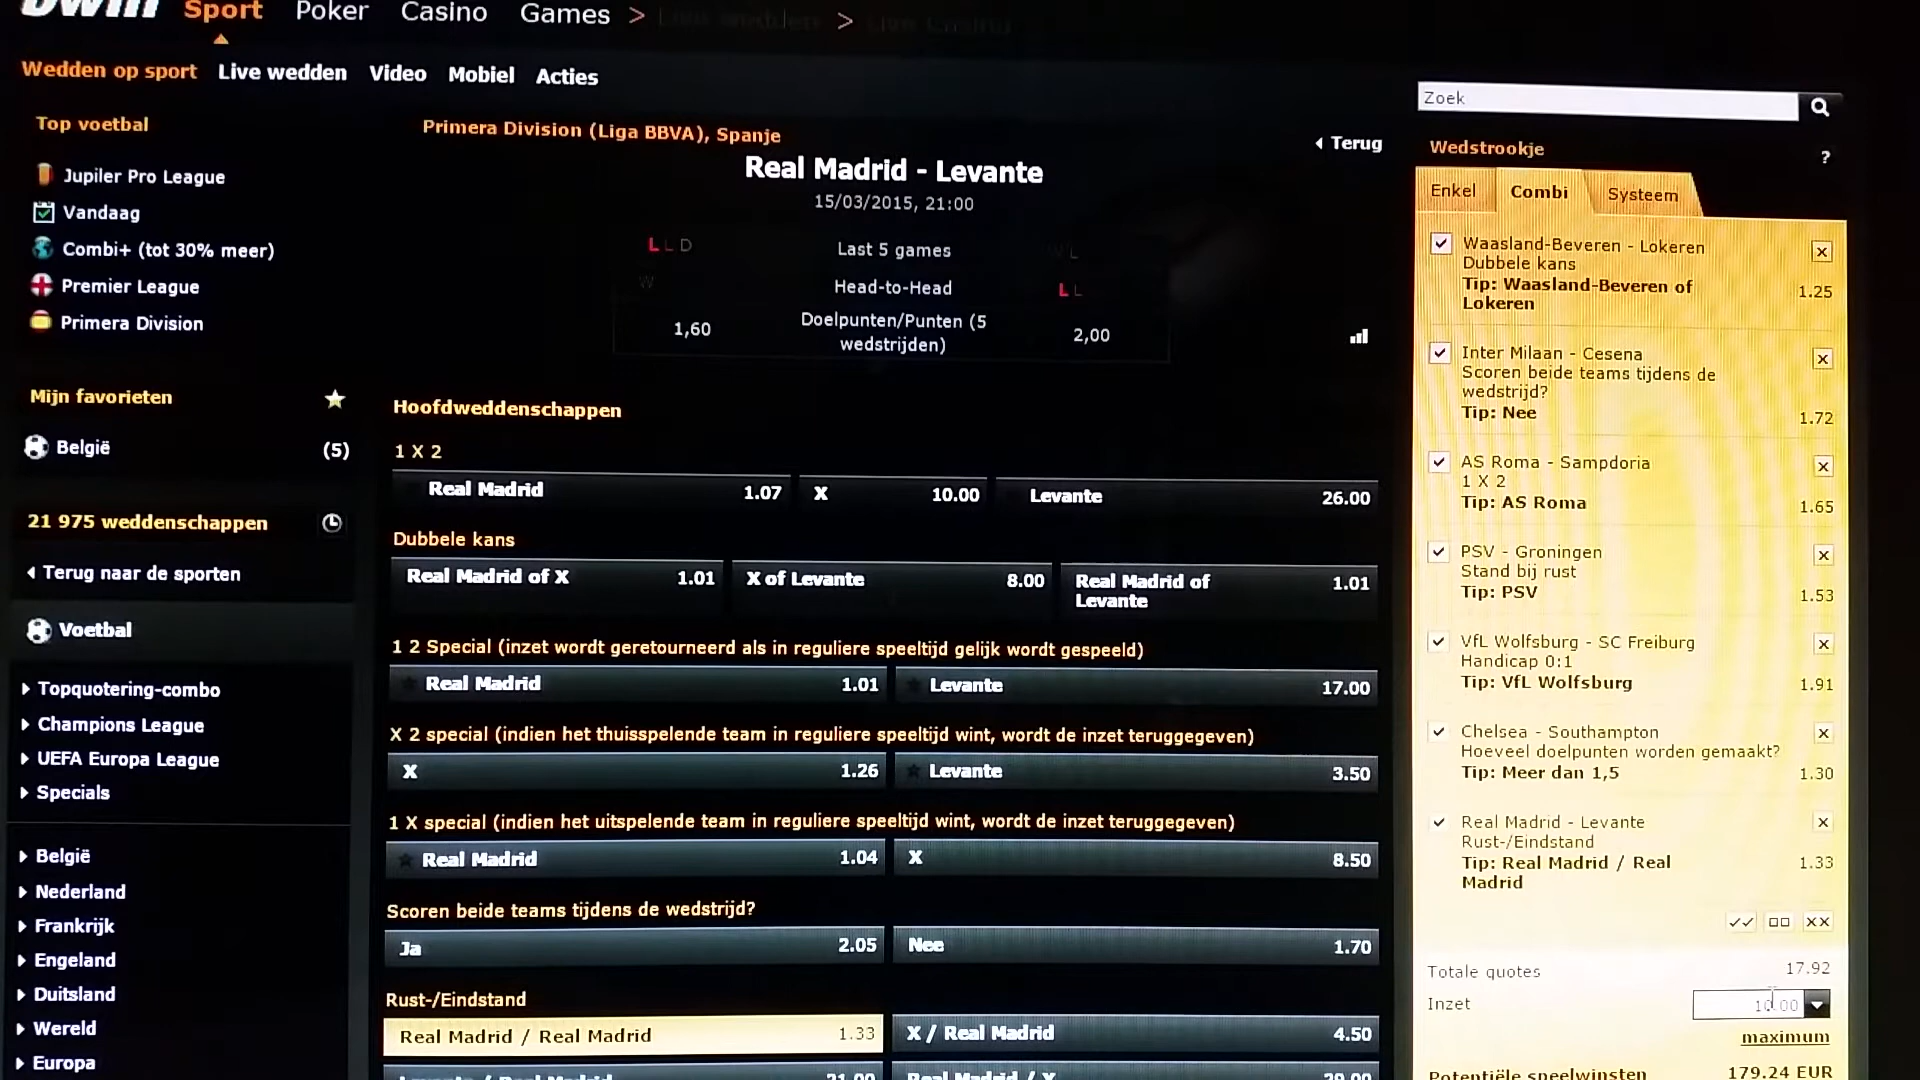 bwin Sport Poker Casino Games > >
Wedden op sport Live wedden Video Mobiel Acties
Top voetbal
Jupiler Pro League
Vandaag
Combi+ (tot 30% meer)
Premier League
Primera Division
Mijn favorieten
België (5)
21 975 weddenschappen
Terug naar de sporten
Voetbal
Topquotering-combo
Champions League
UEFA Europa League
Specials
België
Nederland
Frankrijk
Engeland
Duitsland
Wereld
Europa
Primera Division (Liga BBVA), Spanje
Terug
Real Madrid - Levante
15/03/2015, 21:00
L L D Last 5 games L
W Head-to-Head L L
1,60 Doelpunten/Punten (5 2,00
wedstrijden)
Hoofdweddenschappen
1 X 2
Real Madrid 1.07 X 10.00 Levante 26.00
Dubbele kans
Real Madrid of X 1.01 X of Levante 8.00 Real Madrid of 1.01
Levante
1 2 Special (inzet wordt geretourneerd als in reguliere speeltijd gelijk wordt gespeeld)
Real Madrid 1.01 Levante 17.00
X 2 special (indien het thuisspelende team in reguliere speeltijd wint, wordt de inzet teruggegeven)
X 1.26 Levante 3.50
1 X special (indien het uitspelende team in reguliere speeltijd wint, wordt de inzet teruggegeven)
Real Madrid 1.04 X 8.50
Scoren beide teams tijdens de wedstrijd?
Ja 2.05 Nee 1.70
Rust-/Eindstand
Real Madrid / Real Madrid 1.33 X / Real Madrid 4.50
Levante / Real Madrid 21.00 Real Madrid / X 29.00
Zoek
Wedstrookje ?
Enkel Combi Systeem
Waasland-Beveren - Lokeren
Dubbele kans
Tip: Waasland-Beveren of 1.25
Lokeren
Inter Milaan - Cesena
Scoren beide teams tijdens de
wedstrijd?
Tip: Nee 1.72
AS Roma - Sampdoria
1 X 2
Tip: AS Roma 1.65
PSV - Groningen
Stand bij rust
Tip: PSV 1.53
VfL Wolfsburg - SC Freiburg
Handicap 0:1
Tip: VfL Wolfsburg 1.91
Chelsea - Southampton
Hoeveel doelpunten worden gemaakt?
Tip: Meer dan 1,5 1.30
Real Madrid - Levante
Rust-/Eindstand
Tip: Real Madrid / Real 1.33
Madrid
Totale quotes 17.92
Inzet 10.00
maximum
Potentiële speelwinsten 179.24 EUR